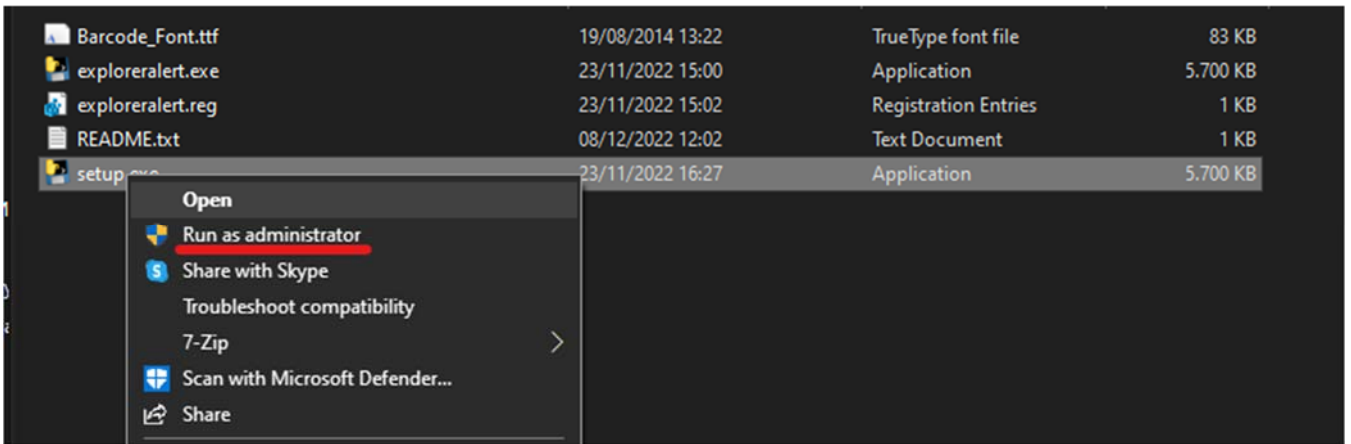 Barcode_Font.ttf 19/08/2014 13:22 TrueType font file 83 KB
exploreralert.exe 23/11/2022 15:00 Application 5.700 KB
exploreralert.reg 23/11/2022 15:02 Registration Entries 1 KB
README.txt 08/12/2022 12:02 Text Document 1 KB
setup.exe 23/11/2022 16:27 Application 5.700 KB
Open
Run as administrator
Share with Skype
Troubleshoot compatibility
7-Zip
Scan with Microsoft Defender...
Share